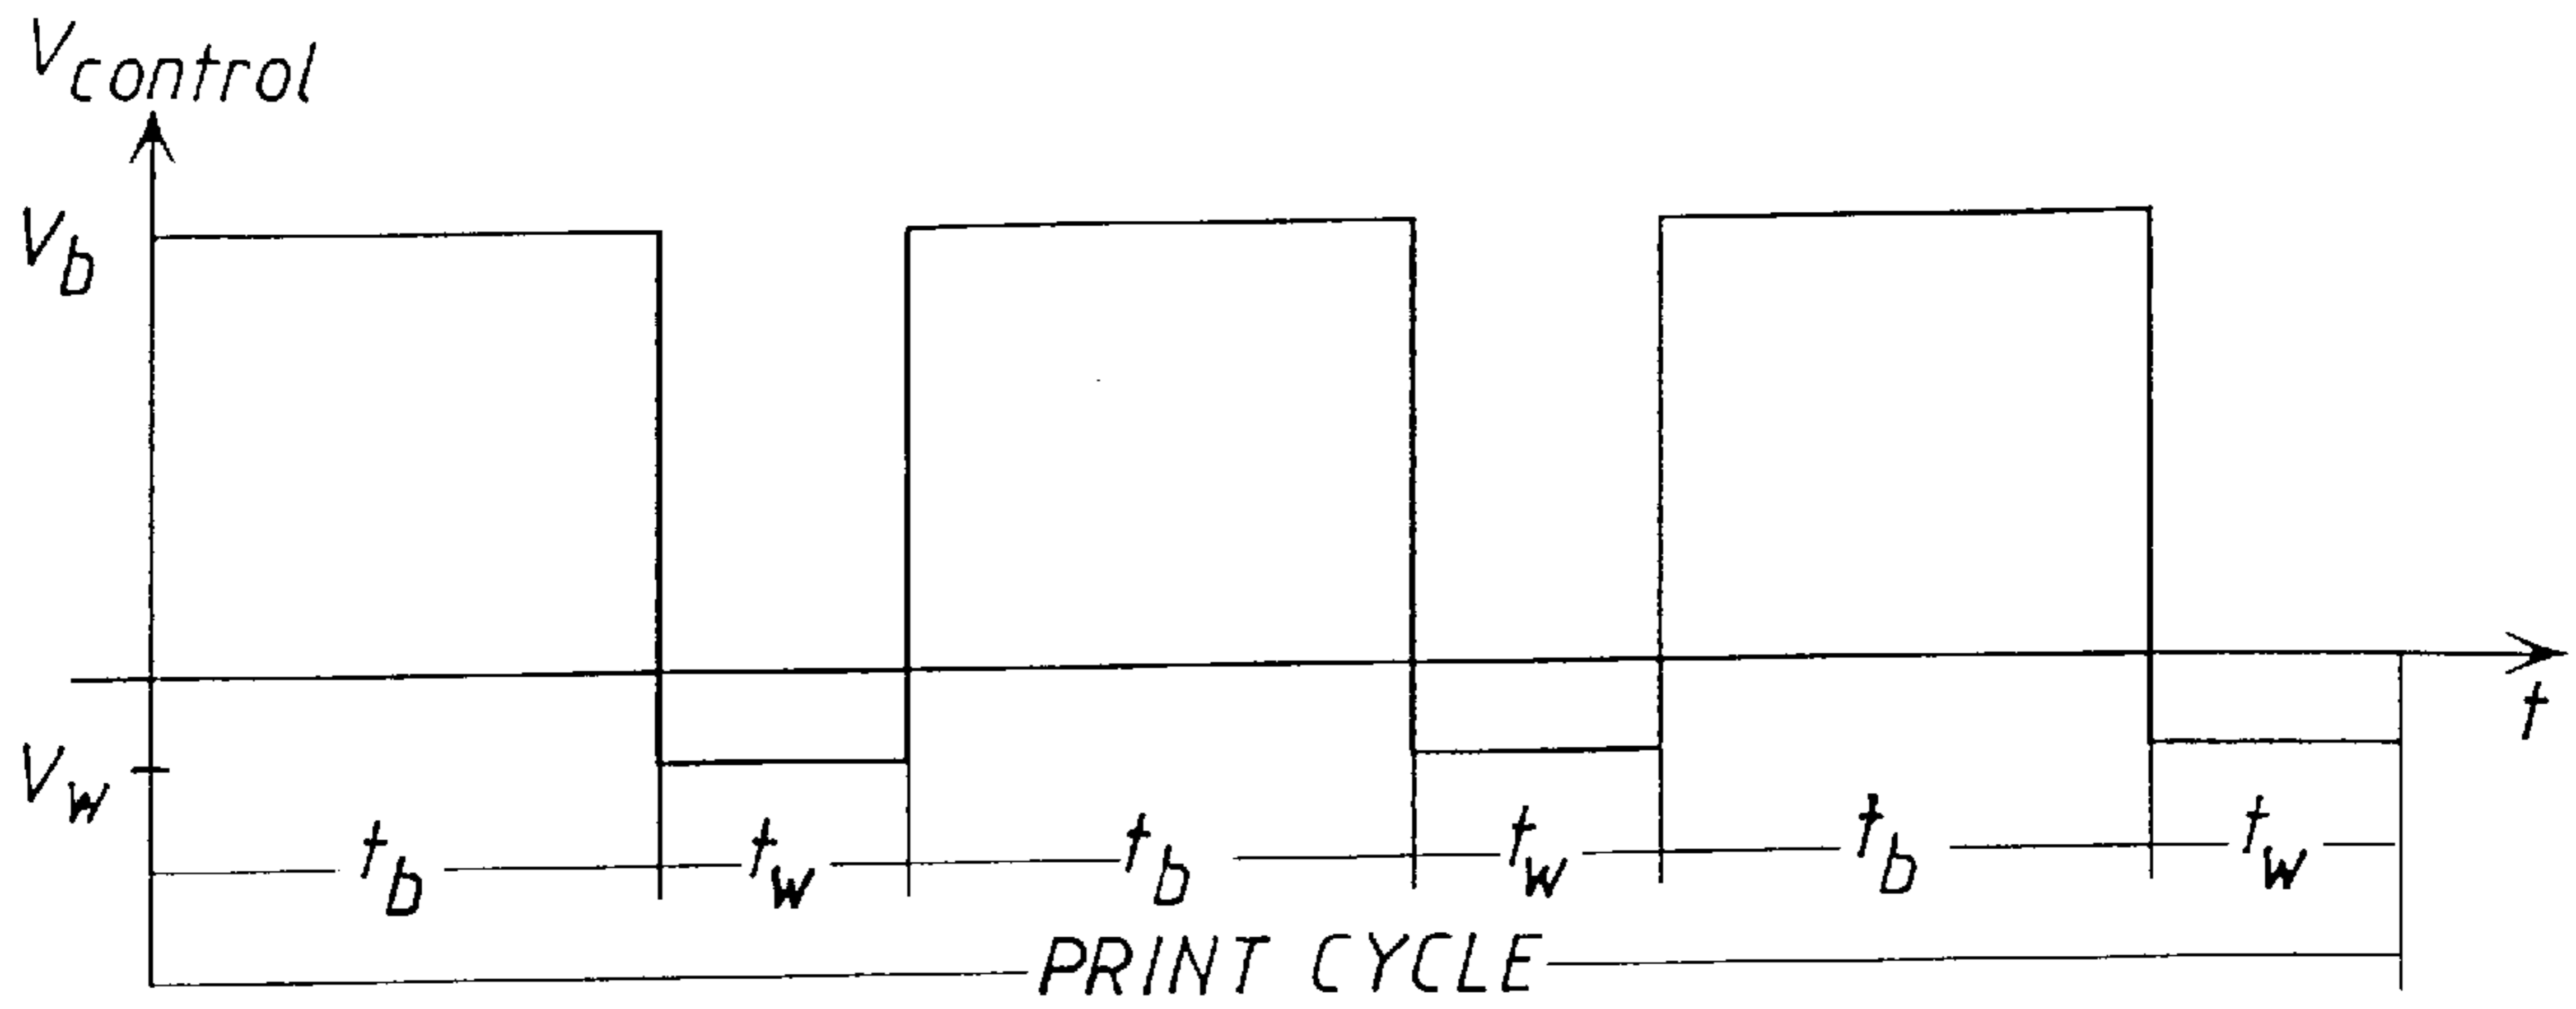 Vcontrol
Vb
t
Vw
tb tw tb tw tb tw
PRINT CYCLE